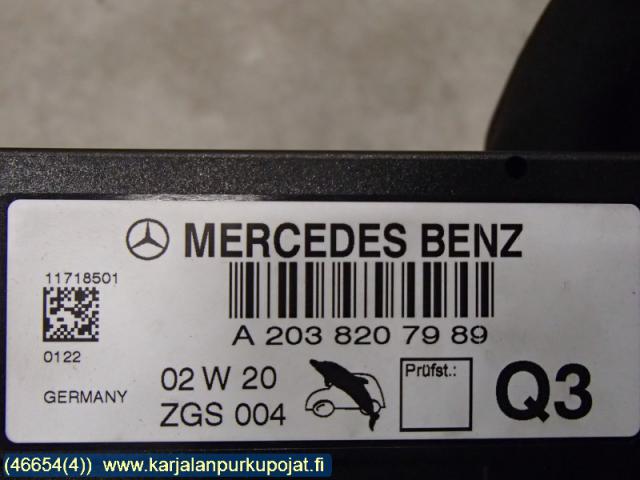 MERCEDES BENZ
11718501
A 203 820 79 89
0122
02 W 20
Prüfst.:
Q3
GERMANY
ZGS 004
(46654(4)) www.karjalanpurkupojat.fi